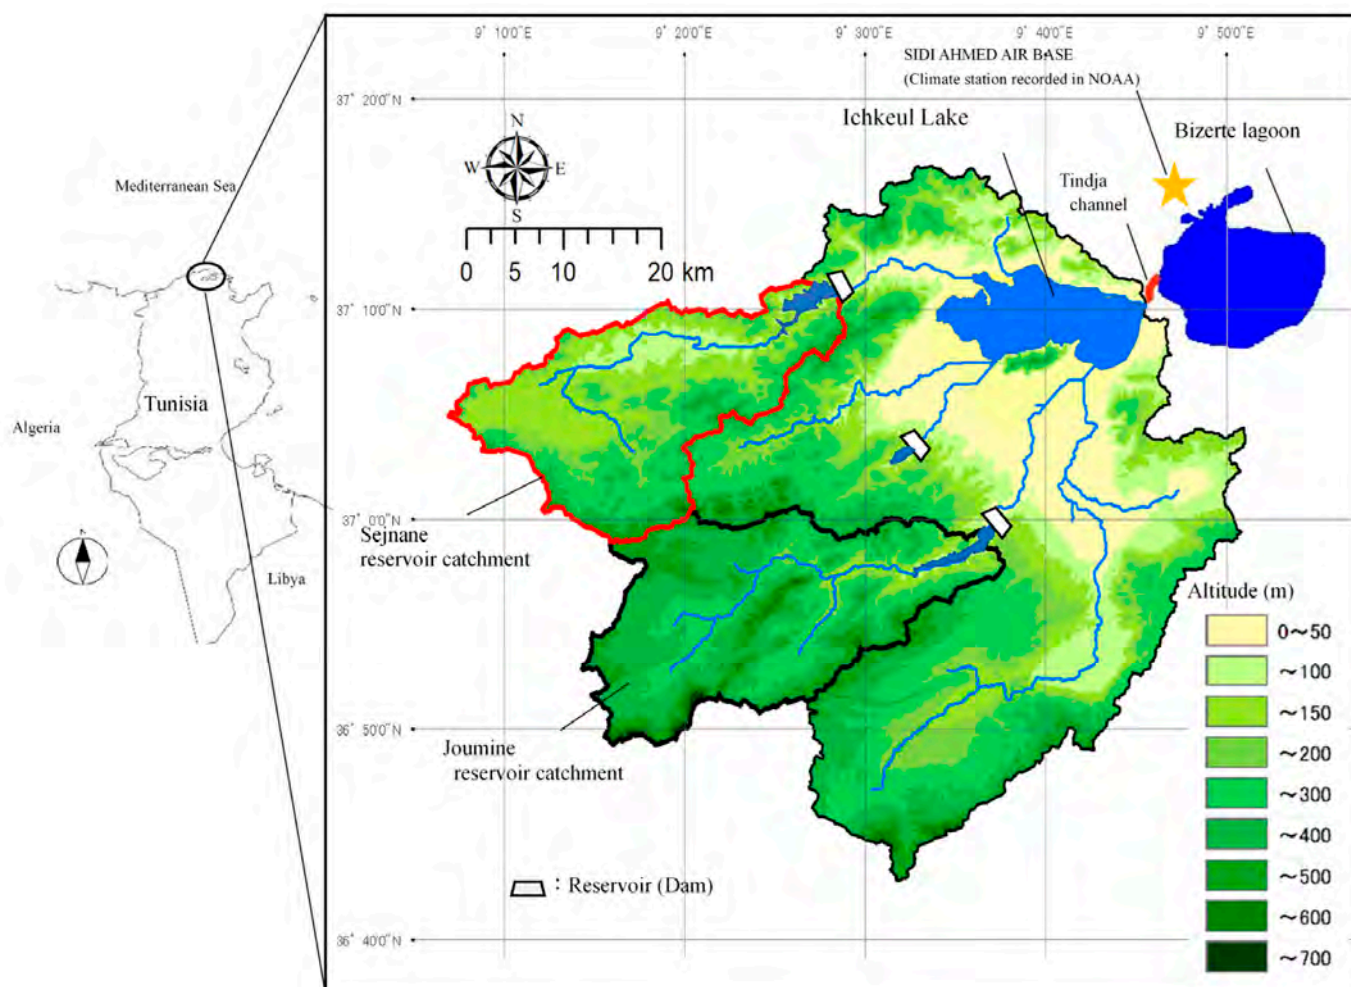 9° 10'0"E
9° 20'0"E
9° 30'0"E
9° 40'0"E
9° 50'0"E
SIDI AHMED AIR BASE
(Climate station recorded in NOAA)
37° 20'0"N
Ichkeul Lake
Bizerte lagoon
N
W
E
S
Mediterranean Sea
Tindja
channel
0 5 10 20 km
37° 10'0"N
Tunisia
Algeria
37° 0'0"N
Sejnane
reservoir catchment
N
Libya
Altitude (m)
0~50
~100
~150
~200
~300
~400
~500
~600
~700
36° 50'0"N
Joumine
reservoir catchment
: Reservoir (Dam)
36° 40'0"N